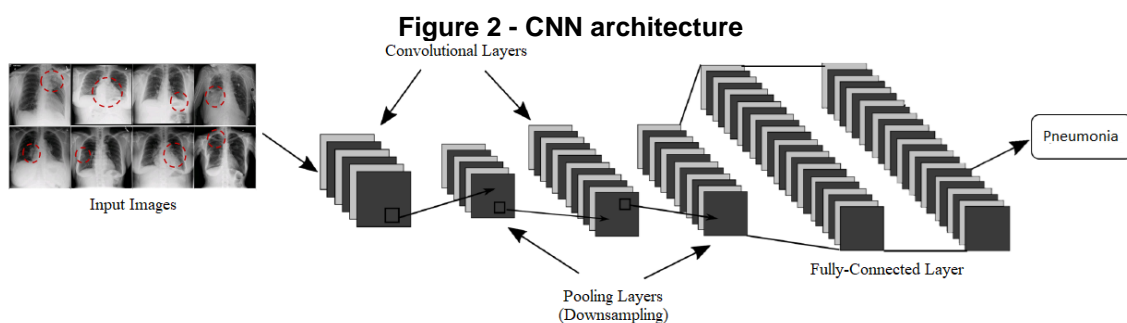 Figure 2 - CNN architecture
Convolutional Layers
Input Images
Pneumonia
Fully-Connected Layer
Pooling Layers
(Downsampling)